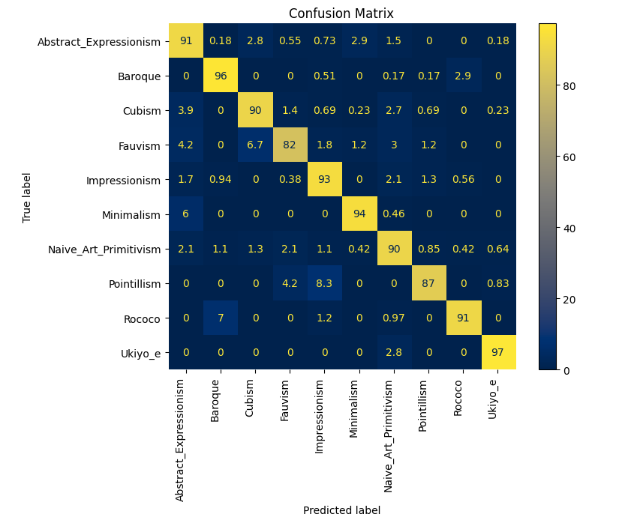 Confusion Matrix
Abstract_Expressionism 91 0.18 2.8 0.55 0.73 2.9 1.5 0 0 0.18
Baroque 0 96 0 0 0.51 0 0.17 0.17 2.9 0
Cubism 3.9 0 90 1.4 0.69 0.23 2.7 0.69 0 0.23
Fauvism 4.2 0 6.7 82 1.8 1.2 3 1.2 0 0
Impressionism 1.7 0.94 0 0.38 93 0 2.1 1.3 0.56 0
Minimalism 6 0 0 0 0 94 0.46 0 0 0
Naive_Art_Primitivism 2.1 1.1 1.3 2.1 1.1 0.42 90 0.85 0.42 0.64
Pointillism 0 0 0 4.2 8.3 0 0 87 0 0.83
Rococo 0 7 0 0 1.2 0 0.97 0 91 0
Ukiyo_e 0 0 0 0 0 0 2.8 0 0 97
True label
Abstract_Expressionism
Baroque
Cubism
Fauvism
Impressionism
Minimalism
Naive_Art_Primitivism
Pointillism
Rococo
Ukiyo_e
Predicted label
80
60
40
20
0